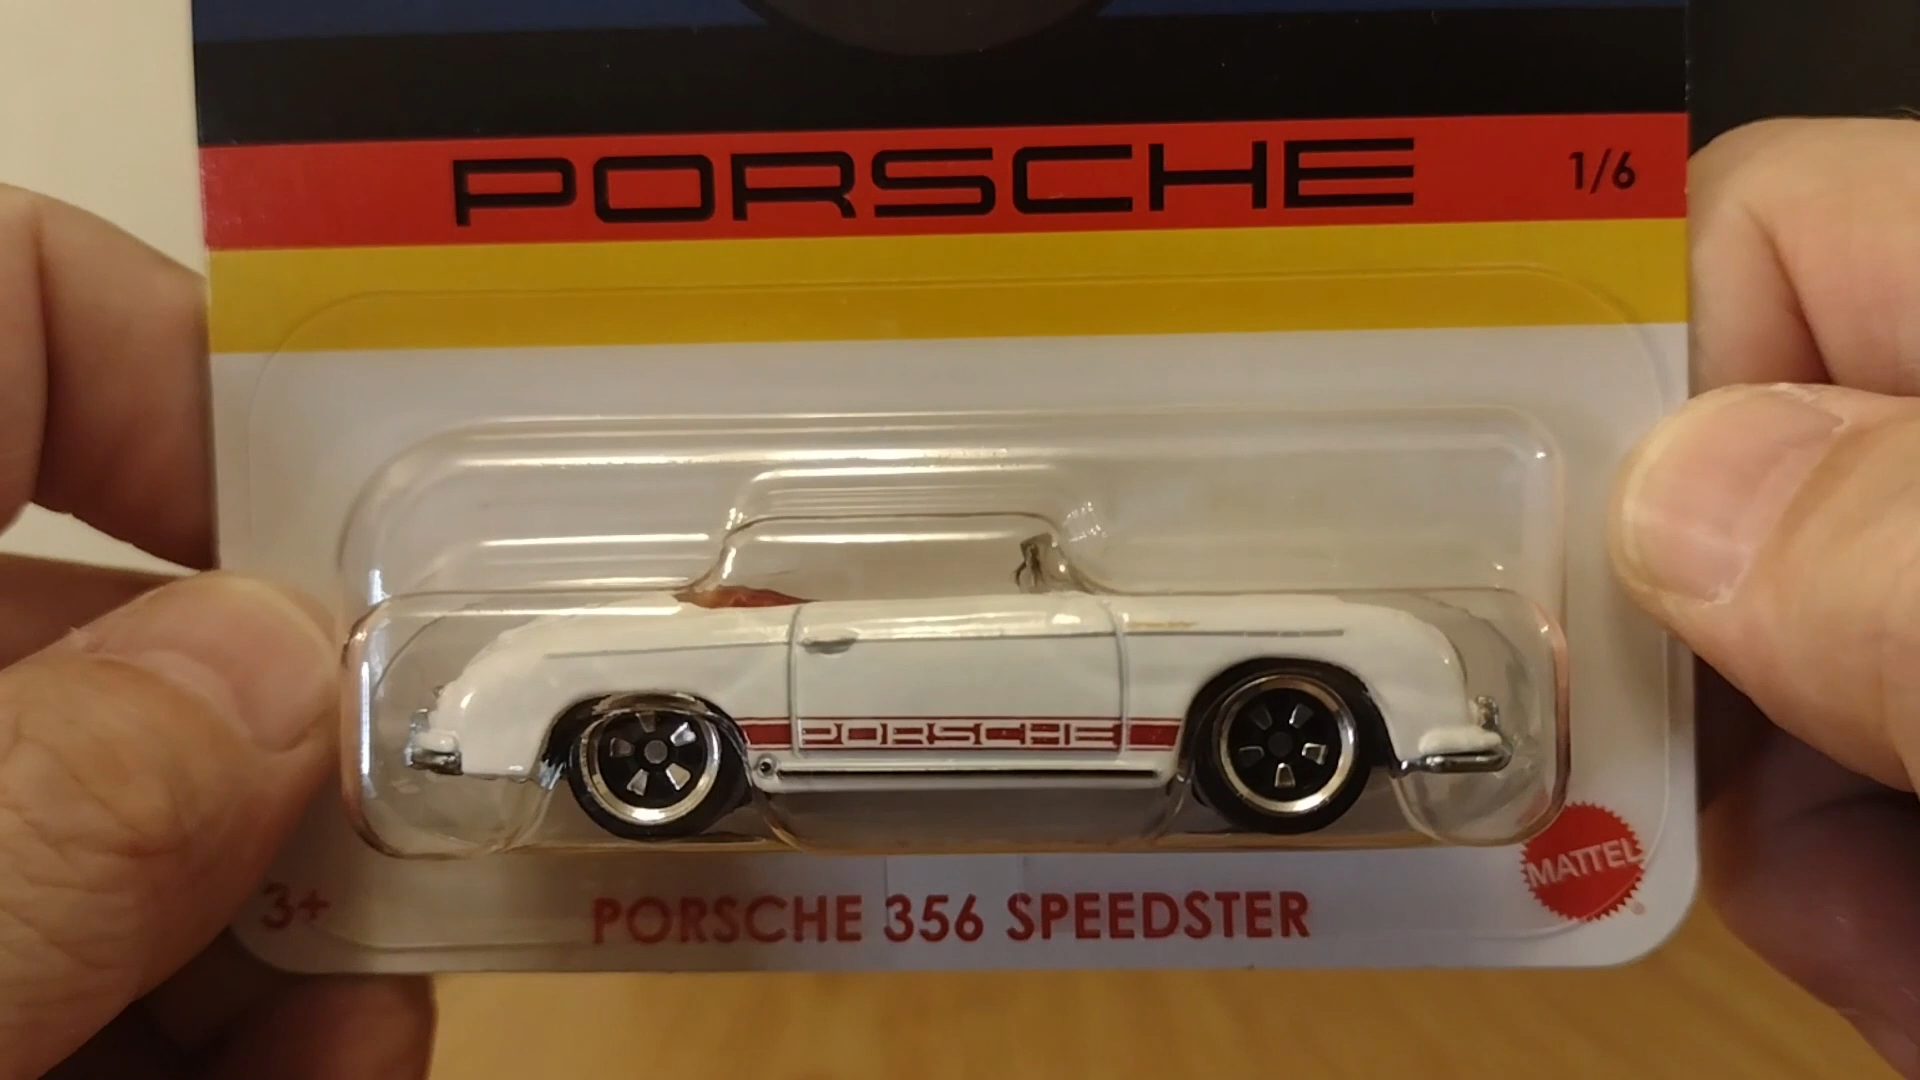 PORSCHE 1/6
PORSCHE
3+ PORSCHE 356 SPEEDSTER
MATTEL